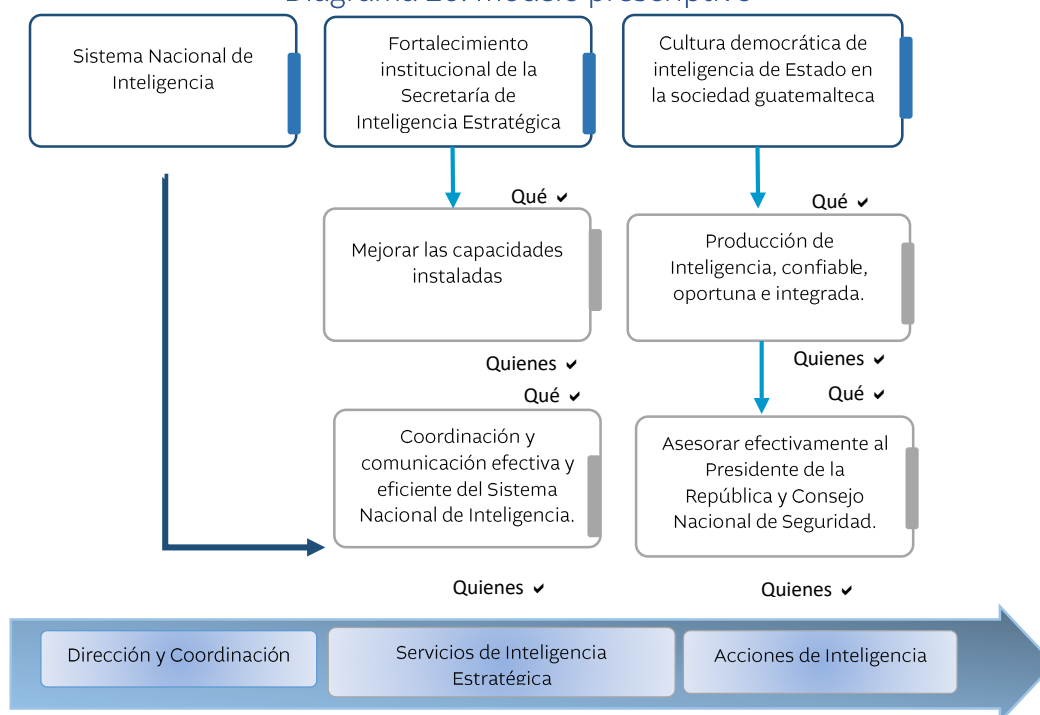 Sistema Nacional de
Inteligencia
Fortalecimiento
institucional de la
Secretaría de
Inteligencia Estratégica
Cultura democrática de
inteligencia de Estado en
la sociedad guatemalteca
Qué ✓
Qué ✓
Mejorar las capacidades
instaladas
Producción de
Inteligencia, confiable,
oportuna e integrada.
Quienes ✓
Qué ✓
Quienes ✓
Qué ✓
Coordinación y
comunicación efectiva y
eficiente del Sistema
Nacional de Inteligencia.
Asesorar efectivamente al
Presidente de la
República y Consejo
Nacional de Seguridad.
Quienes ✓
Quienes ✓
Dirección y Coordinación
Servicios de Inteligencia
Estratégica
Acciones de Inteligencia